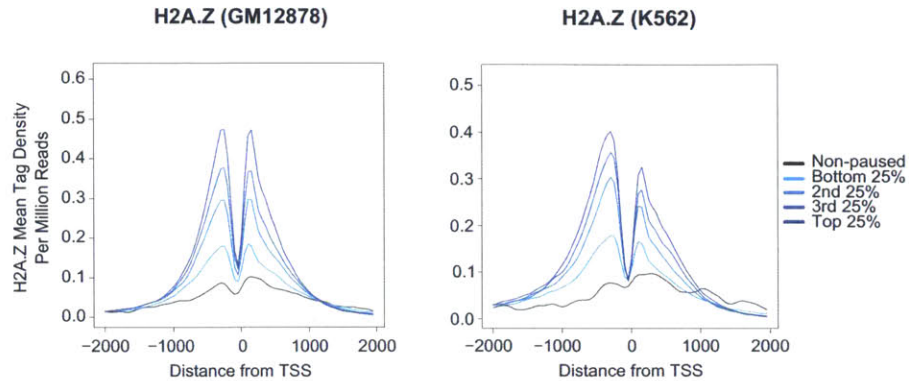 H2A.Z (GM12878)
H2A.Z (K562)
H2A.Z Mean Tag Density
Per Million Reads
0.6
0.5
0.4
0.3
0.2
0.1
0.0
−2000 −1000 0 1000 2000
Distance from TSS
0.5
0.4
0.3
0.2
0.1
0.0
−2000 −1000 0 1000 2000
Distance from TSS
Non-paused
Bottom 25%
2nd 25%
3rd 25%
Top 25%